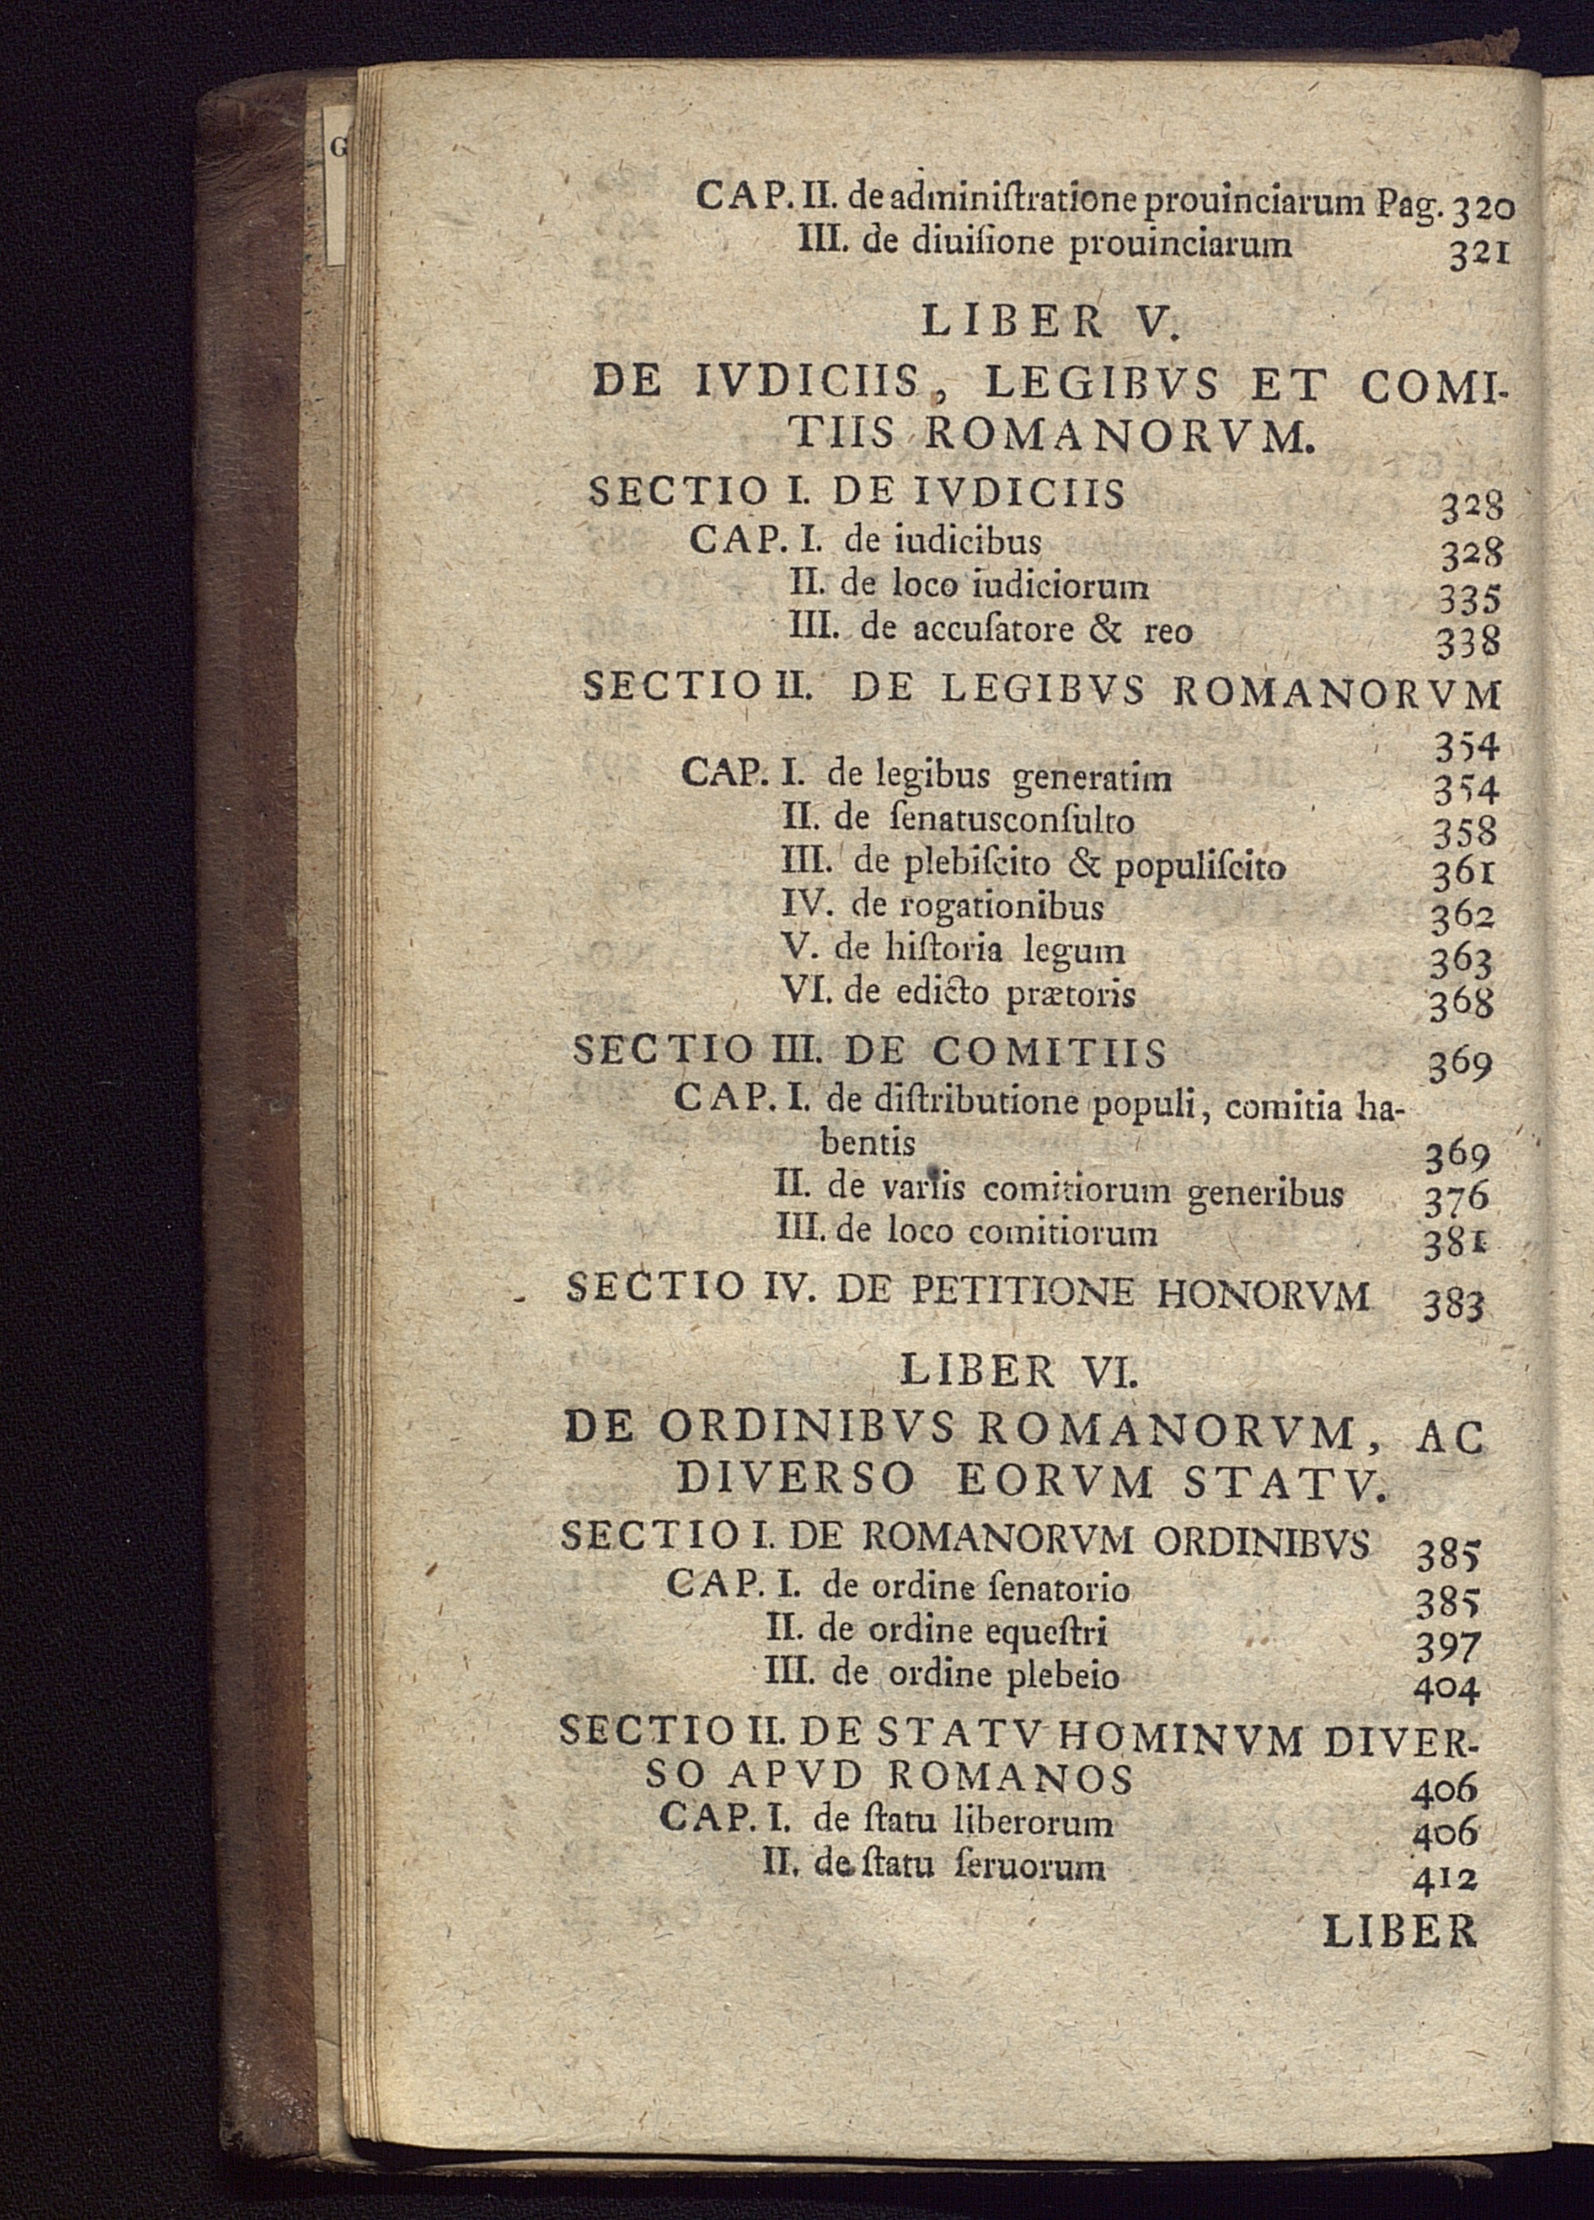 G
CAP. II. de adminiſtratione prouinciarum Pag. 320
III. de diuiſione prouinciarum 321
LIBER V.
DE IVDICIIS, LEGIBVS ET COMI-
TIIS ROMANORVM.
SECTIO I. DE IVDICIIS 328
CAP. I. de iudicibus 328
II. de loco iudiciorum 335
III. de accuſatore & reo 338
SECTIO II. DE LEGIBVS ROMANORVM
354
CAP. I. de legibus generatim 354
II. de ſenatusconſulto 358
III. de plebiſcito & populiſcito 361
IV. de rogationibus 362
V. de hiſtoria legum 363
VI. de edicto prætoris 368
SECTIO III. DE COMITIIS 369
CAP. I. de diſtributione populi, comitia ha-
bentis 369
II. de variis comitiorum generibus 376
III. de loco comitiorum 381
SECTIO IV. DE PETITIONE HONORVM 383
LIBER VI.
DE ORDINIBVS ROMANORVM, AC
DIVERSO EORVM STATV.
SECTIO I. DE ROMANORVM ORDINIBVS 385
CAP. I. de ordine ſenatorio 385
II. de ordine equeſtri 397
III. de ordine plebeio 404
SECTIO II. DE STATV HOMINVM DIVER-
SO APVD ROMANOS 406
CAP. I. de ſtatu liberorum 406
II. de ſtatu ſeruorum 412
LIBER